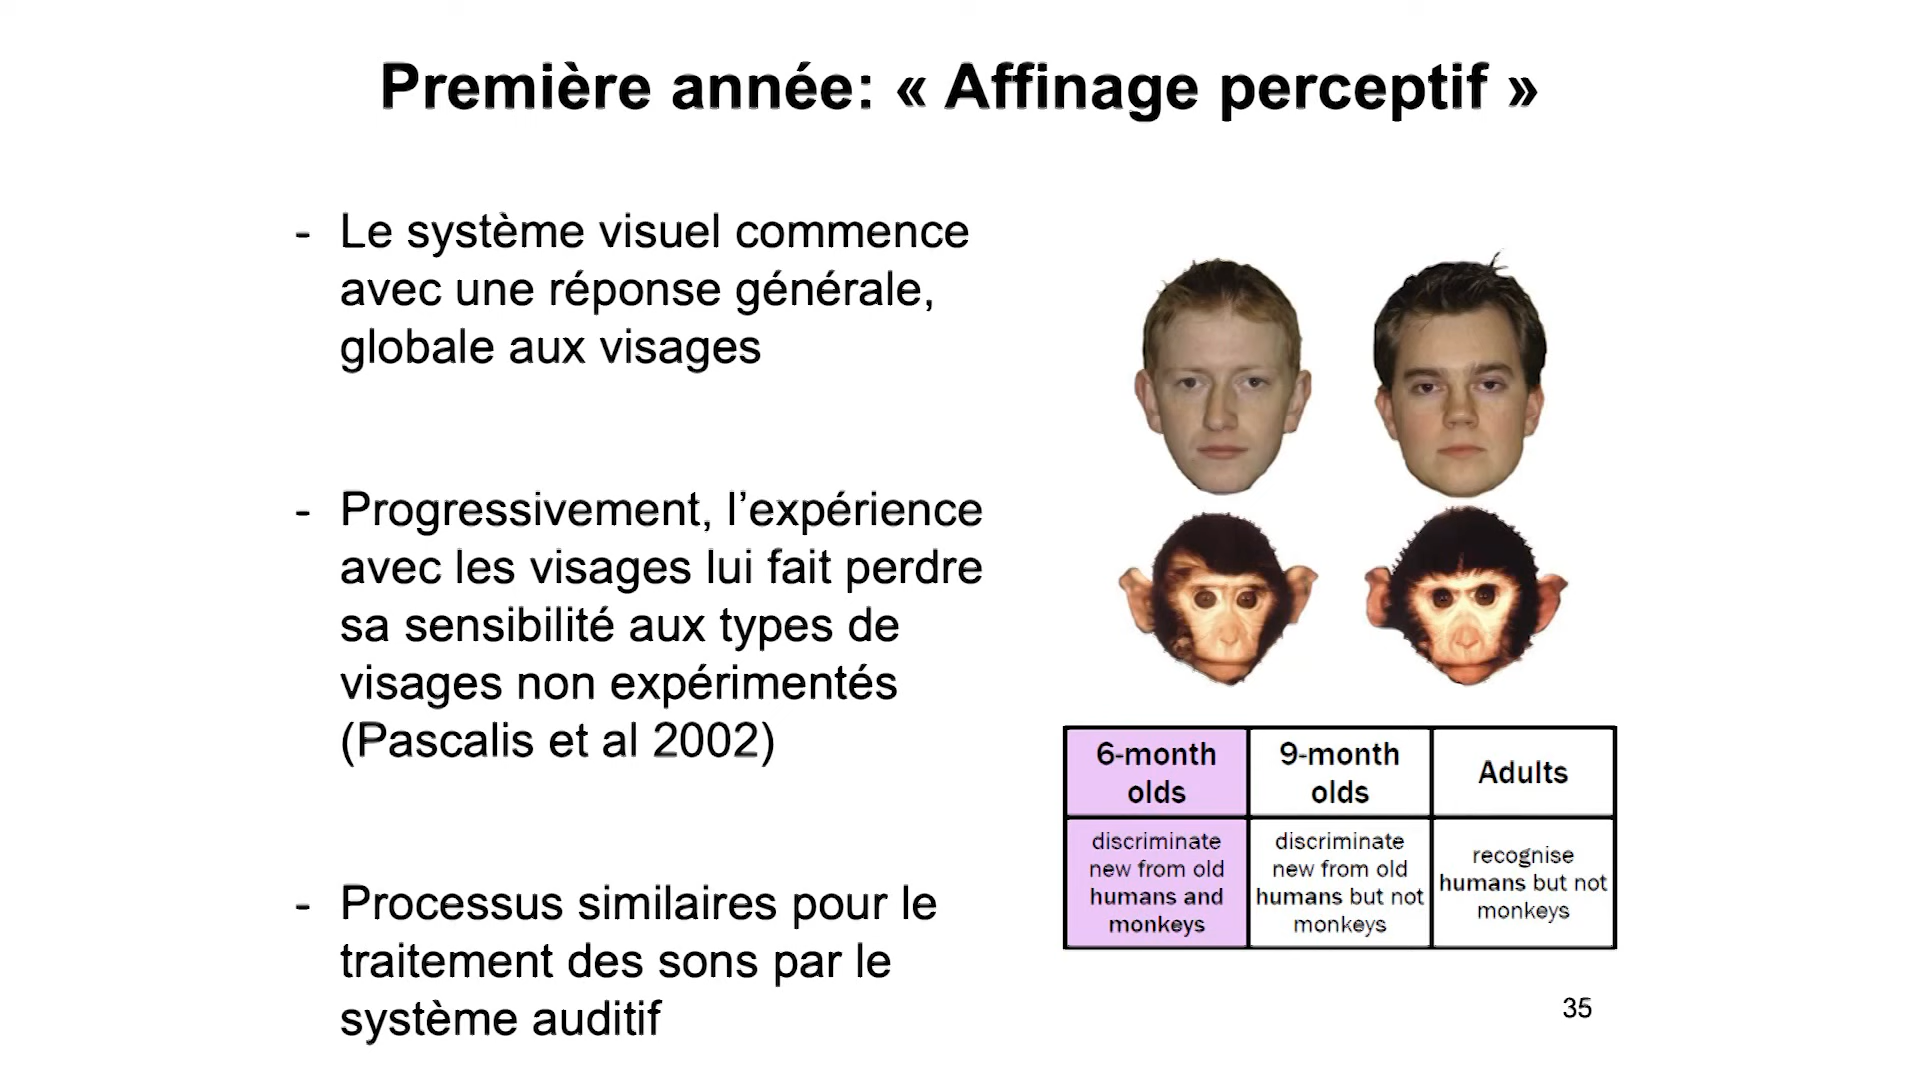 Première année: « Affinage perceptif »
- Le système visuel commence
avec une réponse générale,
globale aux visages
- Progressivement, l’expérience
avec les visages lui fait perdre
sa sensibilité aux types de
visages non expérimentés
(Pascalis et al 2002)
- Processus similaires pour le
traitement des sons par le
système auditif
6-month
olds
9-month
olds
Adults
discriminate
new from old
humans and
monkeys
discriminate
new from old
humans but not
monkeys
recognise
humans but not
monkeys
35